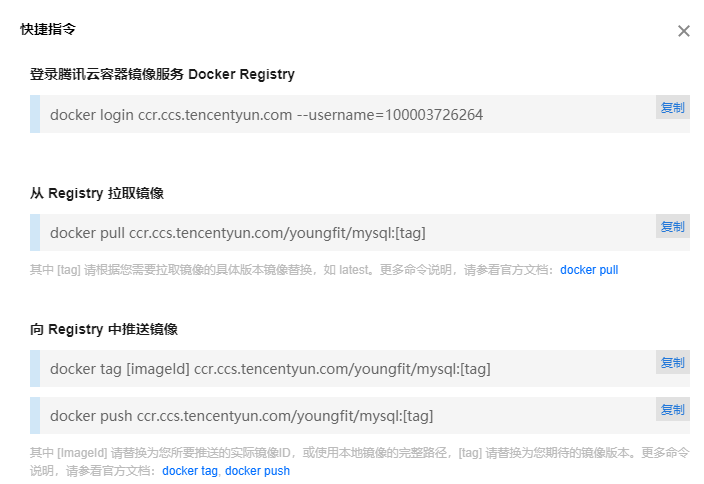 快捷指令
登录腾讯云容器镜像服务 Docker Registry
docker login ccr.ccs.tencentyun.com --username=100003726264
复制
从 Registry 拉取镜像
docker pull ccr.ccs.tencentyun.com/youngfit/mysql:[tag]
复制
其中 [tag] 请根据您需要拉取镜像的具体版本镜像替换，如 latest。更多命令说明，请参看官方文档：docker pull
向 Registry 中推送镜像
docker tag [imageId] ccr.ccs.tencentyun.com/youngfit/mysql:[tag]
复制
docker push ccr.ccs.tencentyun.com/youngfit/mysql:[tag]
复制
其中 [ImageId] 请替换为您所要推送的实际镜像ID，或使用本地镜像的完整路径，[tag] 请替换为您期待的镜像版本。更多命令
说明，请参看官方文档：docker tag, docker push